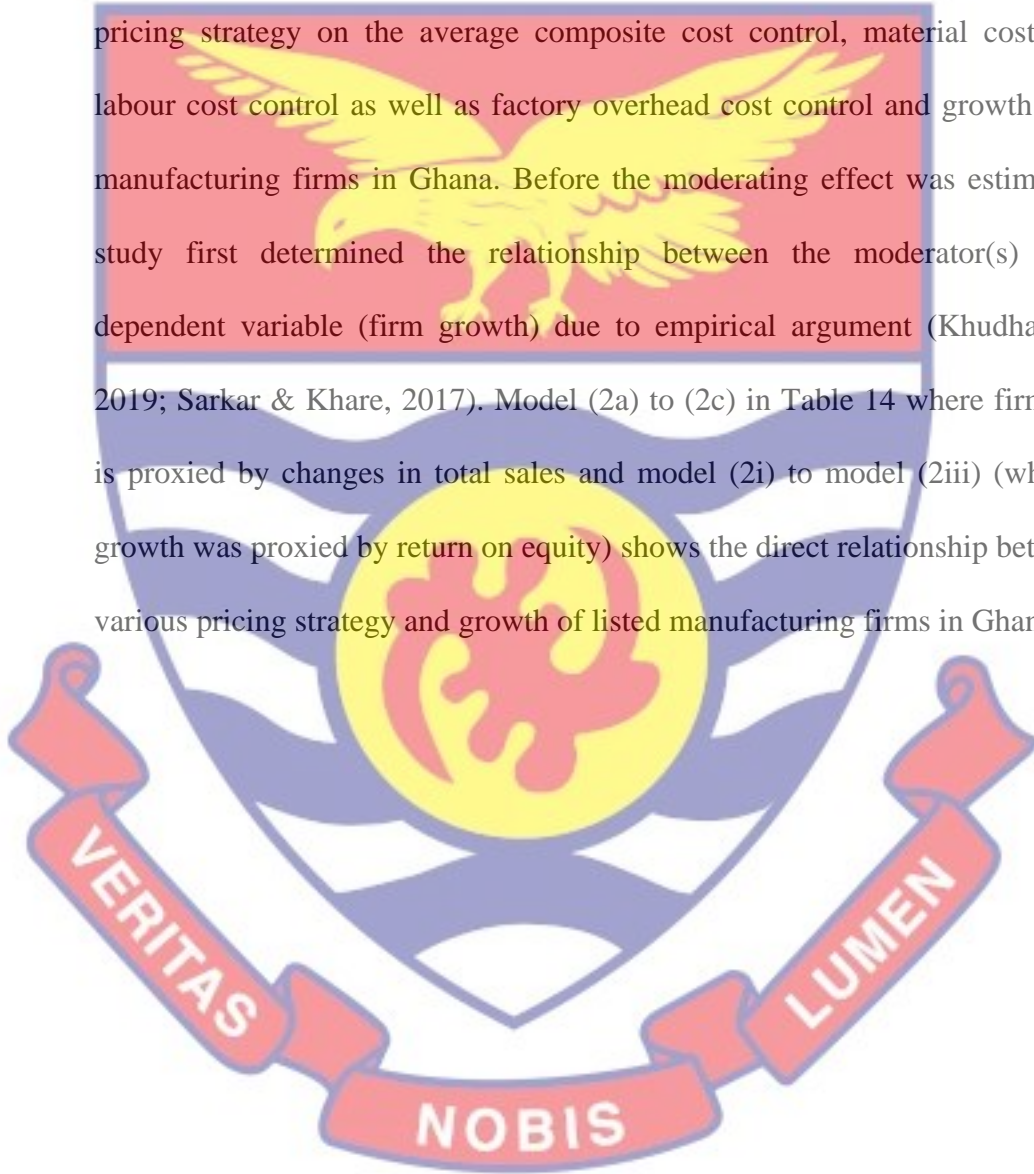 pricing strategy on the average composite cost control, material cost
labour cost control as well as factory overhead cost control and growth
manufacturing firms in Ghana. Before the moderating effect was estim
study first determined the relationship between the moderator(s)
dependent variable (firm growth) due to empirical argument (Khudha
2019; Sarkar & Khare, 2017). Model (2a) to (2c) in Table 14 where firm
is proxied by changes in total sales and model (2i) to model (2iii) (wh
growth was proxied by return on equity) shows the direct relationship bet
various pricing strategy and growth of listed manufacturing firms in Ghan
VERITAS
NOBIS
LUMEN